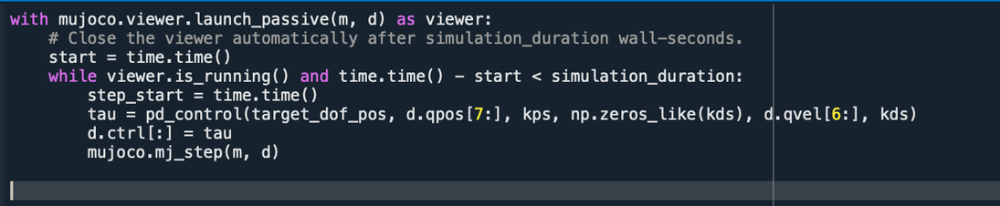 with mujoco.viewer.launch_passive(m, d) as viewer:
    # Close the viewer automatically after simulation_duration wall-seconds.
    start = time.time()
    while viewer.is_running() and time.time() - start < simulation_duration:
        step_start = time.time()
        tau = pd_control(target_dof_pos, d.qpos[7:], kps, np.zeros_like(kds), d.qvel[6:], kds)
        d.ctrl[:] = tau
        mujoco.mj_step(m, d)